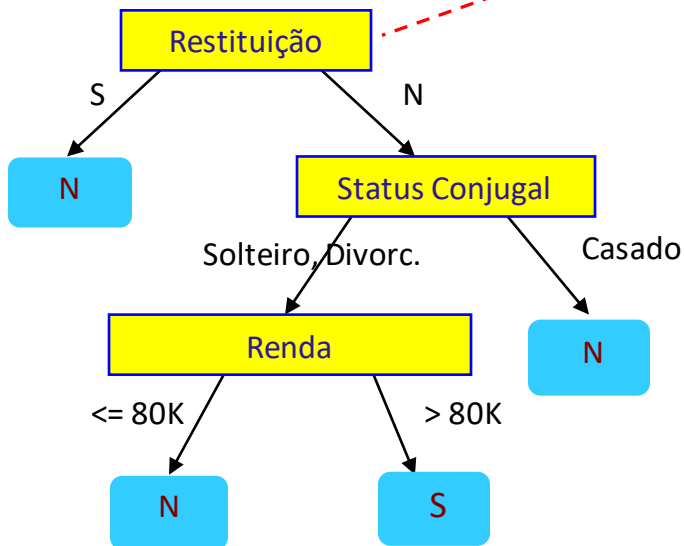 Restituição
S
N
N
Status Conjugal
Solteiro, Divorc.
Casado
Renda
N
<= 80K
> 80K
N
S